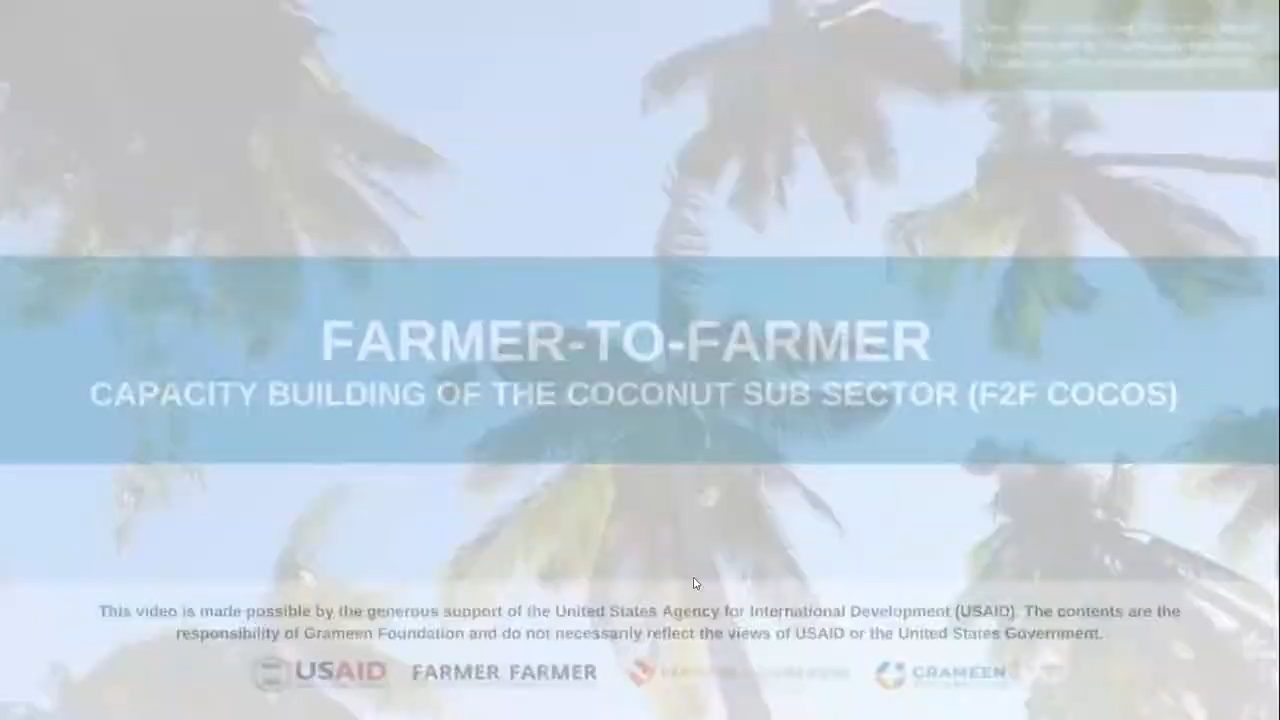 FARMER-TO-FARMER
CAPACITY BUILDING OF THE COCONUT SUB SECTOR (F2F COCOS)
This video is made possible by the generous support of the United States Agency for International Development (USAID). The contents are the
responsibility of Grameen Foundation and do not necessarily reflect the views of USAID or the United States Government.
USAID FARMER FARMER GRAMEEN